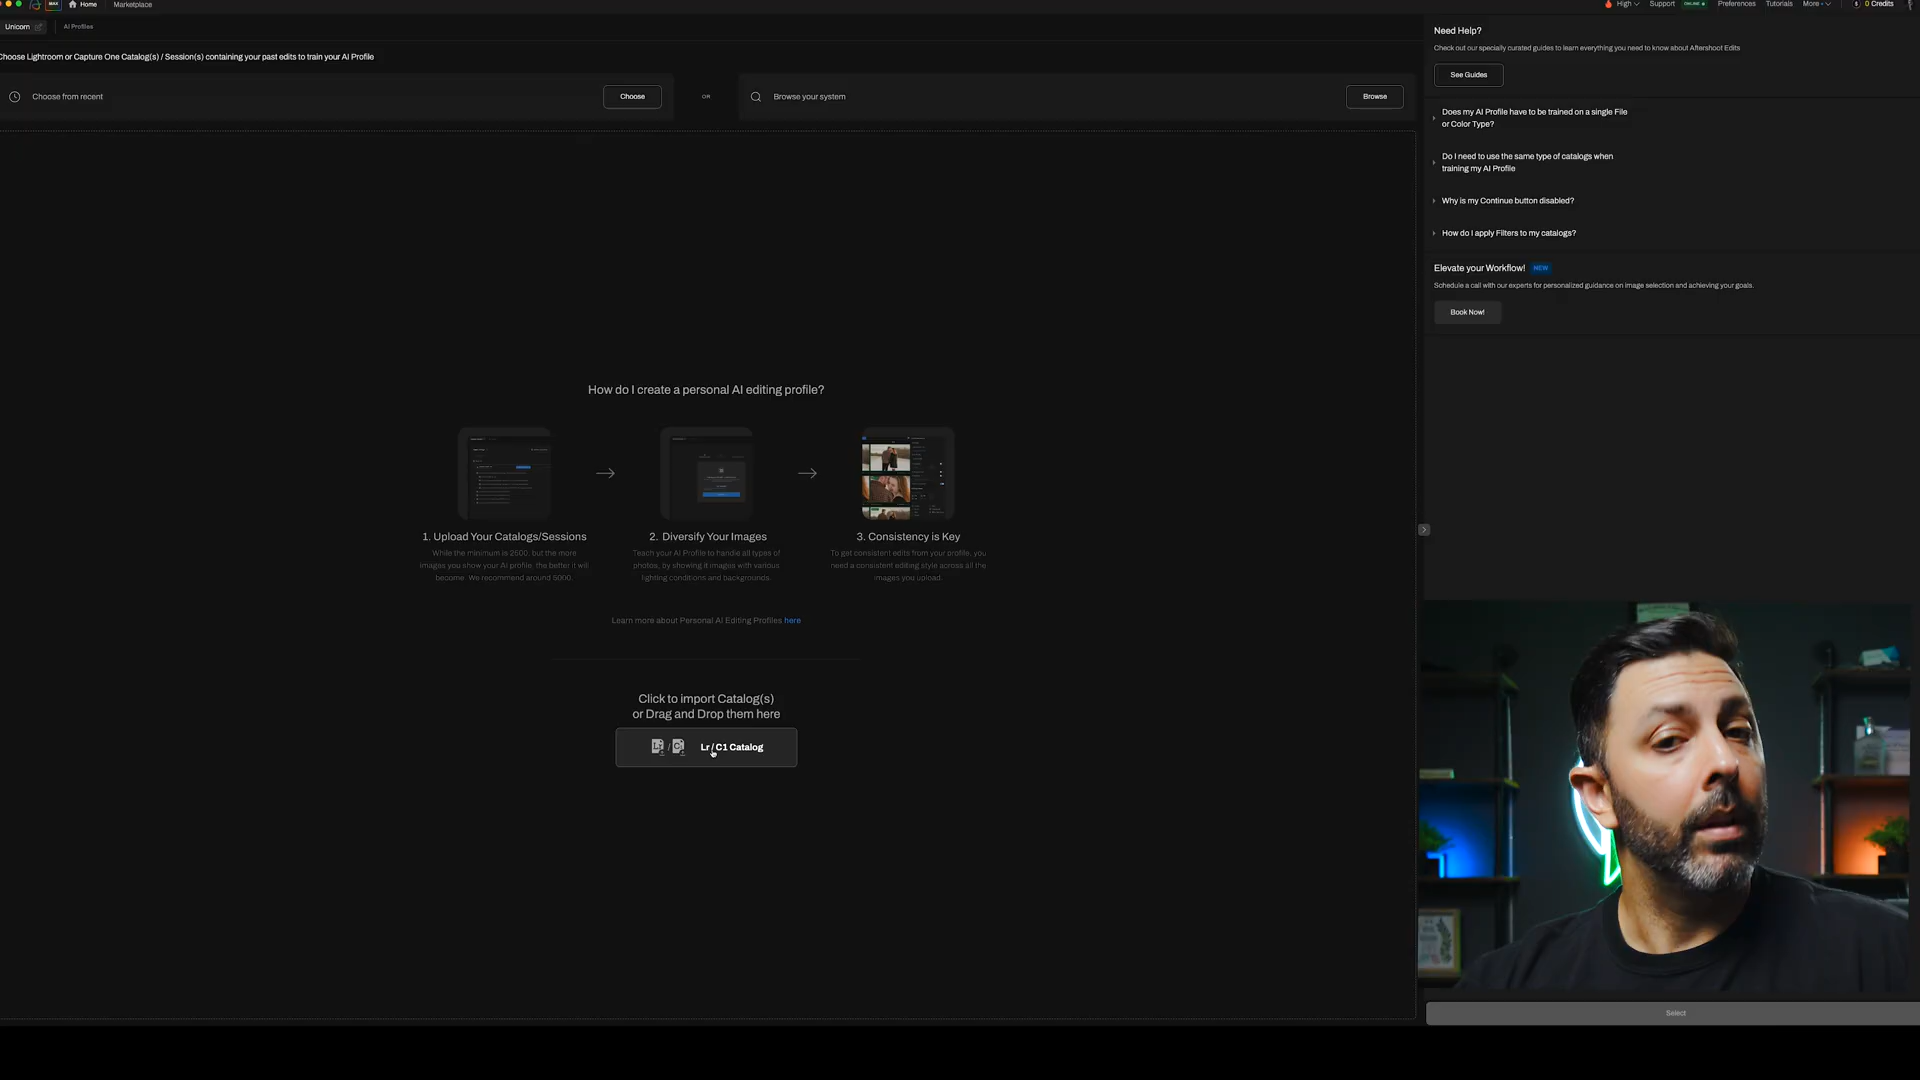 MAX
Home
Marketplace
High
Support
ONLINE
Preferences
Tutorials
More
0 Credits
Unicorn
AI Profiles
Choose Lightroom or Capture One Catalog(s) / Session(s) containing your past edits to train your AI Profile
Choose from recent
Choose
OR
Browse your system
Browse
Need Help?
Check out our specially curated guides to learn everything you need to know about Aftershoot Edits
See Guides
Does my AI Profile have to be trained on a single File
or Color Type?
Do I need to use the same type of catalogs when
training my AI Profile
Why is my Continue button disabled?
How do I apply Filters to my catalogs?
Elevate your Workflow!
NEW
Schedule a call with our experts for personalized guidance on image selection and achieving your goals.
Book Now!
How do I create a personal AI editing profile?
1. Upload Your Catalogs/Sessions
While the minimum is 2500, but the more
images you show your AI profile, the better it will
become. We recommend around 5000.
2. Diversify Your Images
Teach your AI Profile to handle all types of
photos, by showing it images with various
lighting conditions and backgrounds.
3. Consistency is Key
To get consistent edits from your profile, you
need a consistent editing style across all the
images you upload.
Learn more about Personal AI Editing Profiles here
Click to import Catalog(s)
or Drag and Drop them here
Lr / C1 Catalog
Select